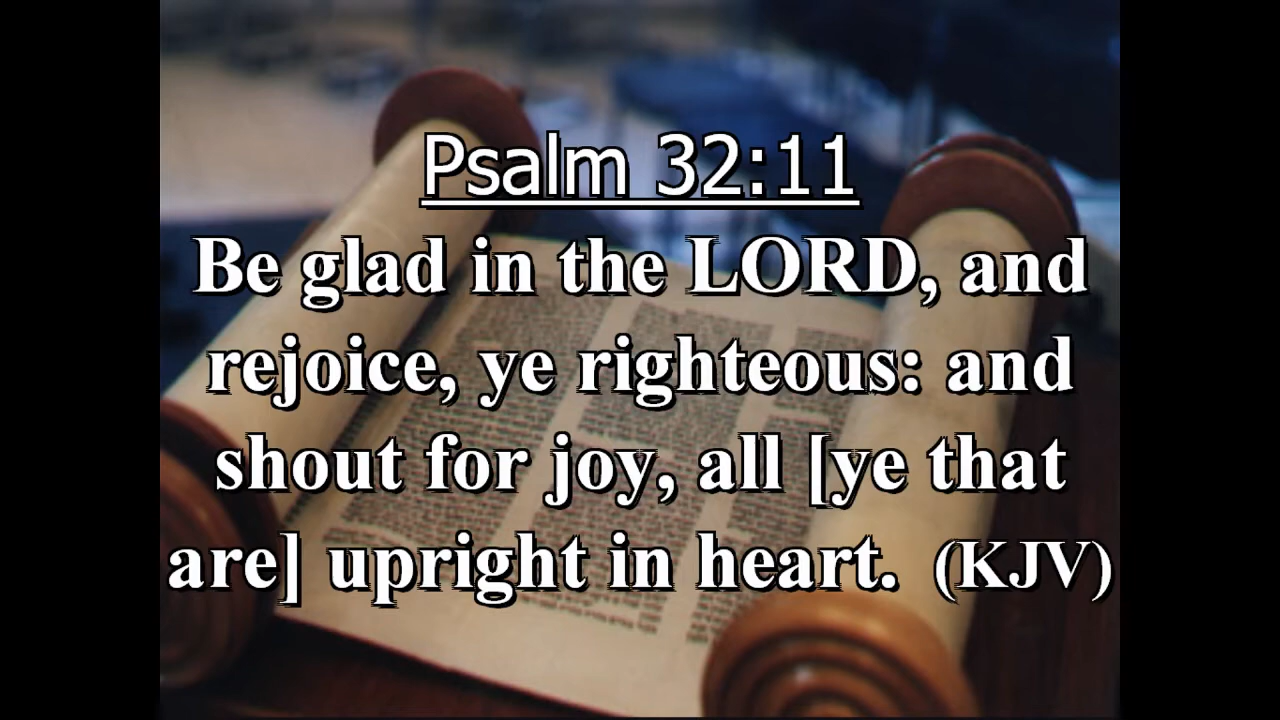 Psalm 32:11
Be glad in the LORD, and
rejoice, ye righteous: and
shout for joy, all [ye that
are] upright in heart. (KJV)